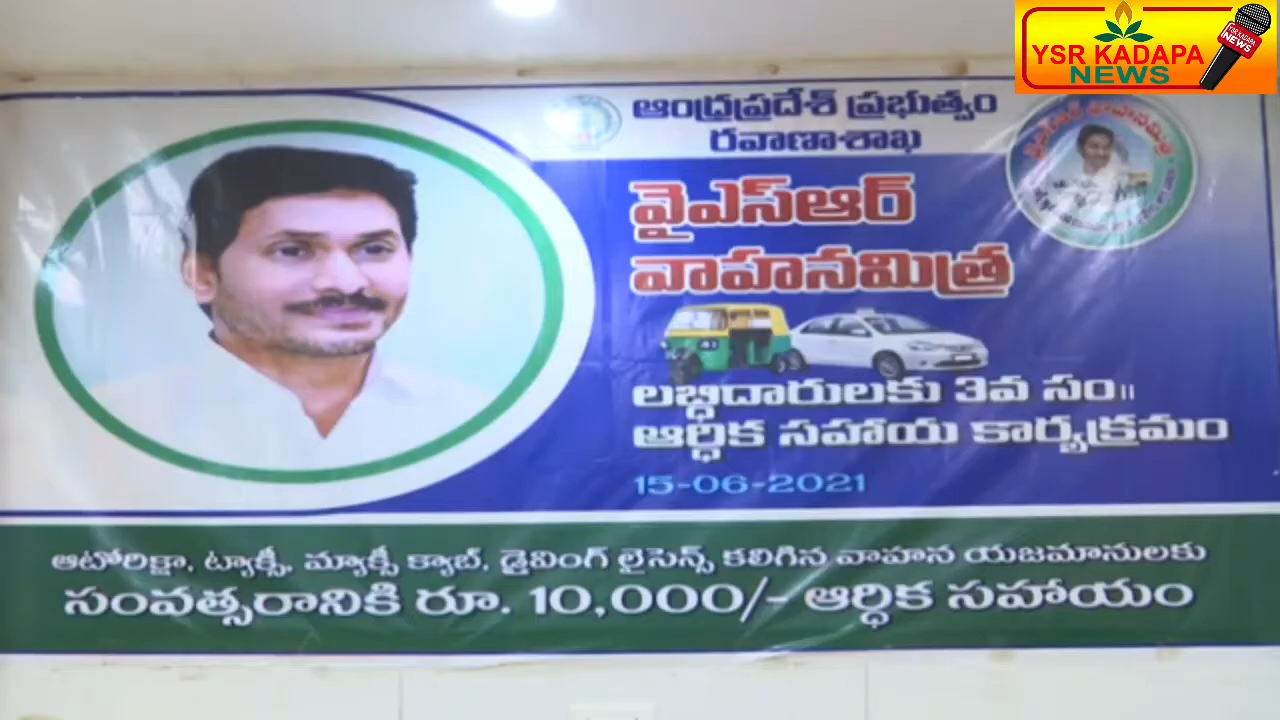 YSR KADAPA
NEWS
ఆంధ్రప్రదేశ్ ప్రభుత్వం
రవాణాశాఖ
వైఎస్ఆర్
వాహనమిత్ర
లబ్ధిదారులకు 3వ సం॥
ఆర్ధిక సహాయ కార్యక్రమం
15-06-2021
ఆటోరిక్షా, ట్యాక్సీ, మ్యాక్సీ క్యాబ్, డ్రైవింగ్ లైసెన్స్ కలిగిన వాహన యజమానులకు
సంవత్సరానికి రూ. 10,000/- ఆర్ధిక సహాయం